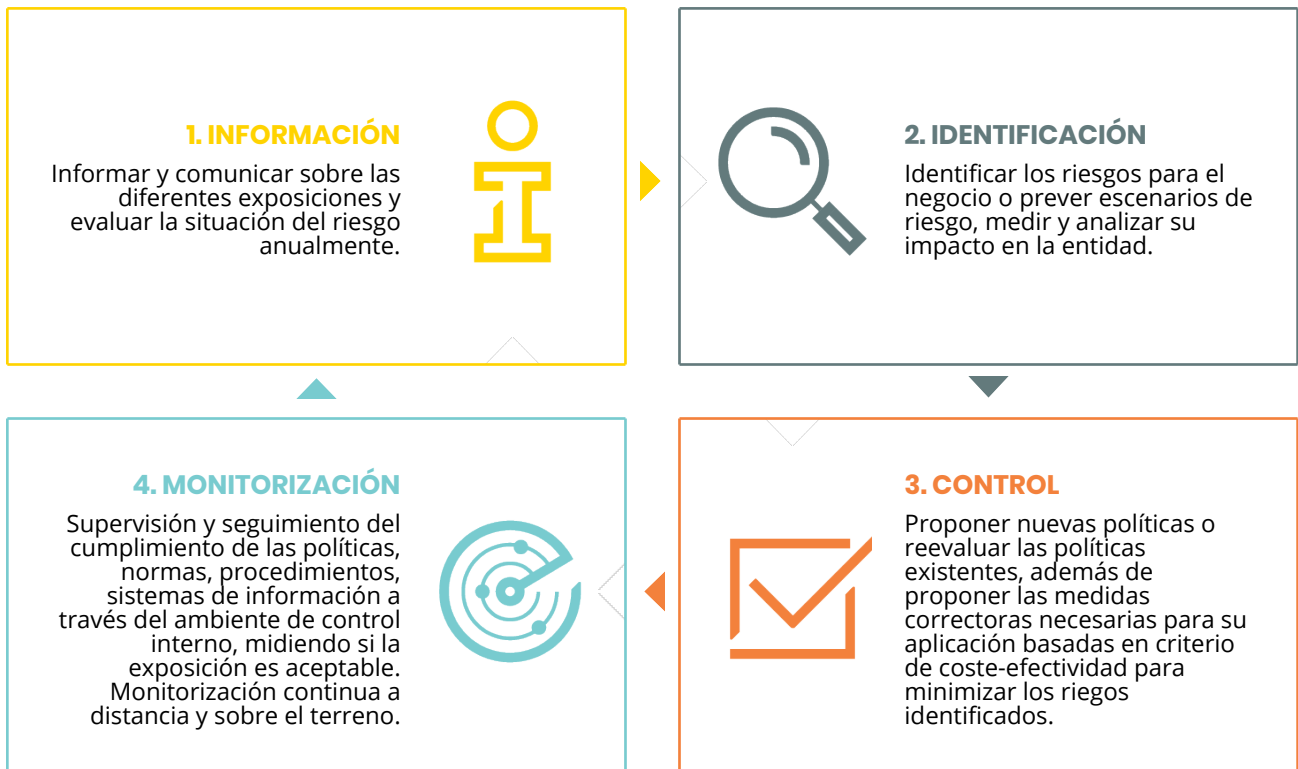 1. INFORMACIÓN
Informar y comunicar sobre las
diferentes exposiciones y
evaluar la situación del riesgo
anualmente.
2. IDENTIFICACIÓN
Identificar los riesgos para el
negocio o prever escenarios de
riesgo, medir y analizar su
impacto en la entidad.
3. CONTROL
Proponer nuevas políticas o
reevaluar las políticas
existentes, además de
proponer las medidas
correctoras necesarias para su
aplicación basadas en criterio
de coste-efectividad para
minimizar los riegos
identificados.
4. MONITORIZACIÓN
Supervisión y seguimiento del
cumplimiento de las políticas,
normas, procedimientos,
sistemas de información a
través del ambiente de control
interno, midiendo si la
exposición es aceptable.
Monitorización continua a
distancia y sobre el terreno.